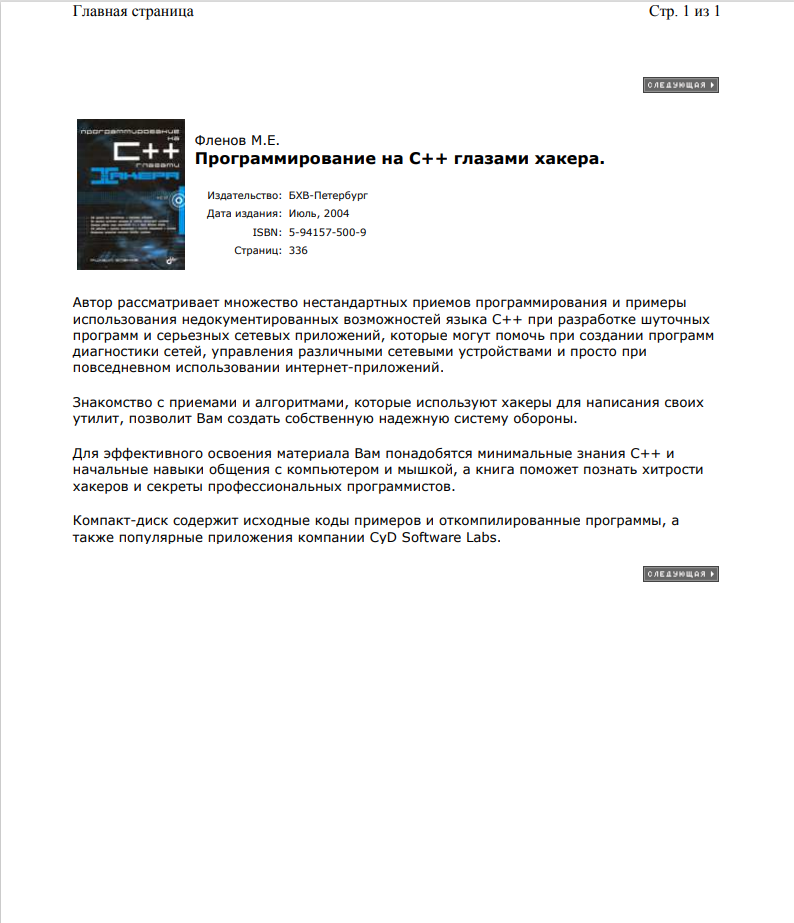 Главная страница
Стр. 1 из 1
СЛЕДУЮЩАЯ
программирование
на
C++
глазами
ХАКЕРА
Фленов М.Е.
Программирование на C++ глазами хакера.
Издательство: БХВ-Петербург
Дата издания: Июль, 2004
ISBN: 5-94157-500-9
Страниц: 336
Автор рассматривает множество нестандартных приемов программирования и примеры
использования недокументированных возможностей языка C++ при разработке шуточных
программ и серьезных сетевых приложений, которые могут помочь при создании программ
диагностики сетей, управления различными сетевыми устройствами и просто при
повседневном использовании интернет-приложений.
Знакомство с приемами и алгоритмами, которые используют хакеры для написания своих
утилит, позволит Вам создать собственную надежную систему обороны.
Для эффективного освоения материала Вам понадобятся минимальные знания C++ и
начальные навыки общения с компьютером и мышкой, а книга поможет познать хитрости
хакеров и секреты профессиональных программистов.
Компакт-диск содержит исходные коды примеров и откомпилированные программы, а
также популярные приложения компании CyD Software Labs.
СЛЕДУЮЩАЯ